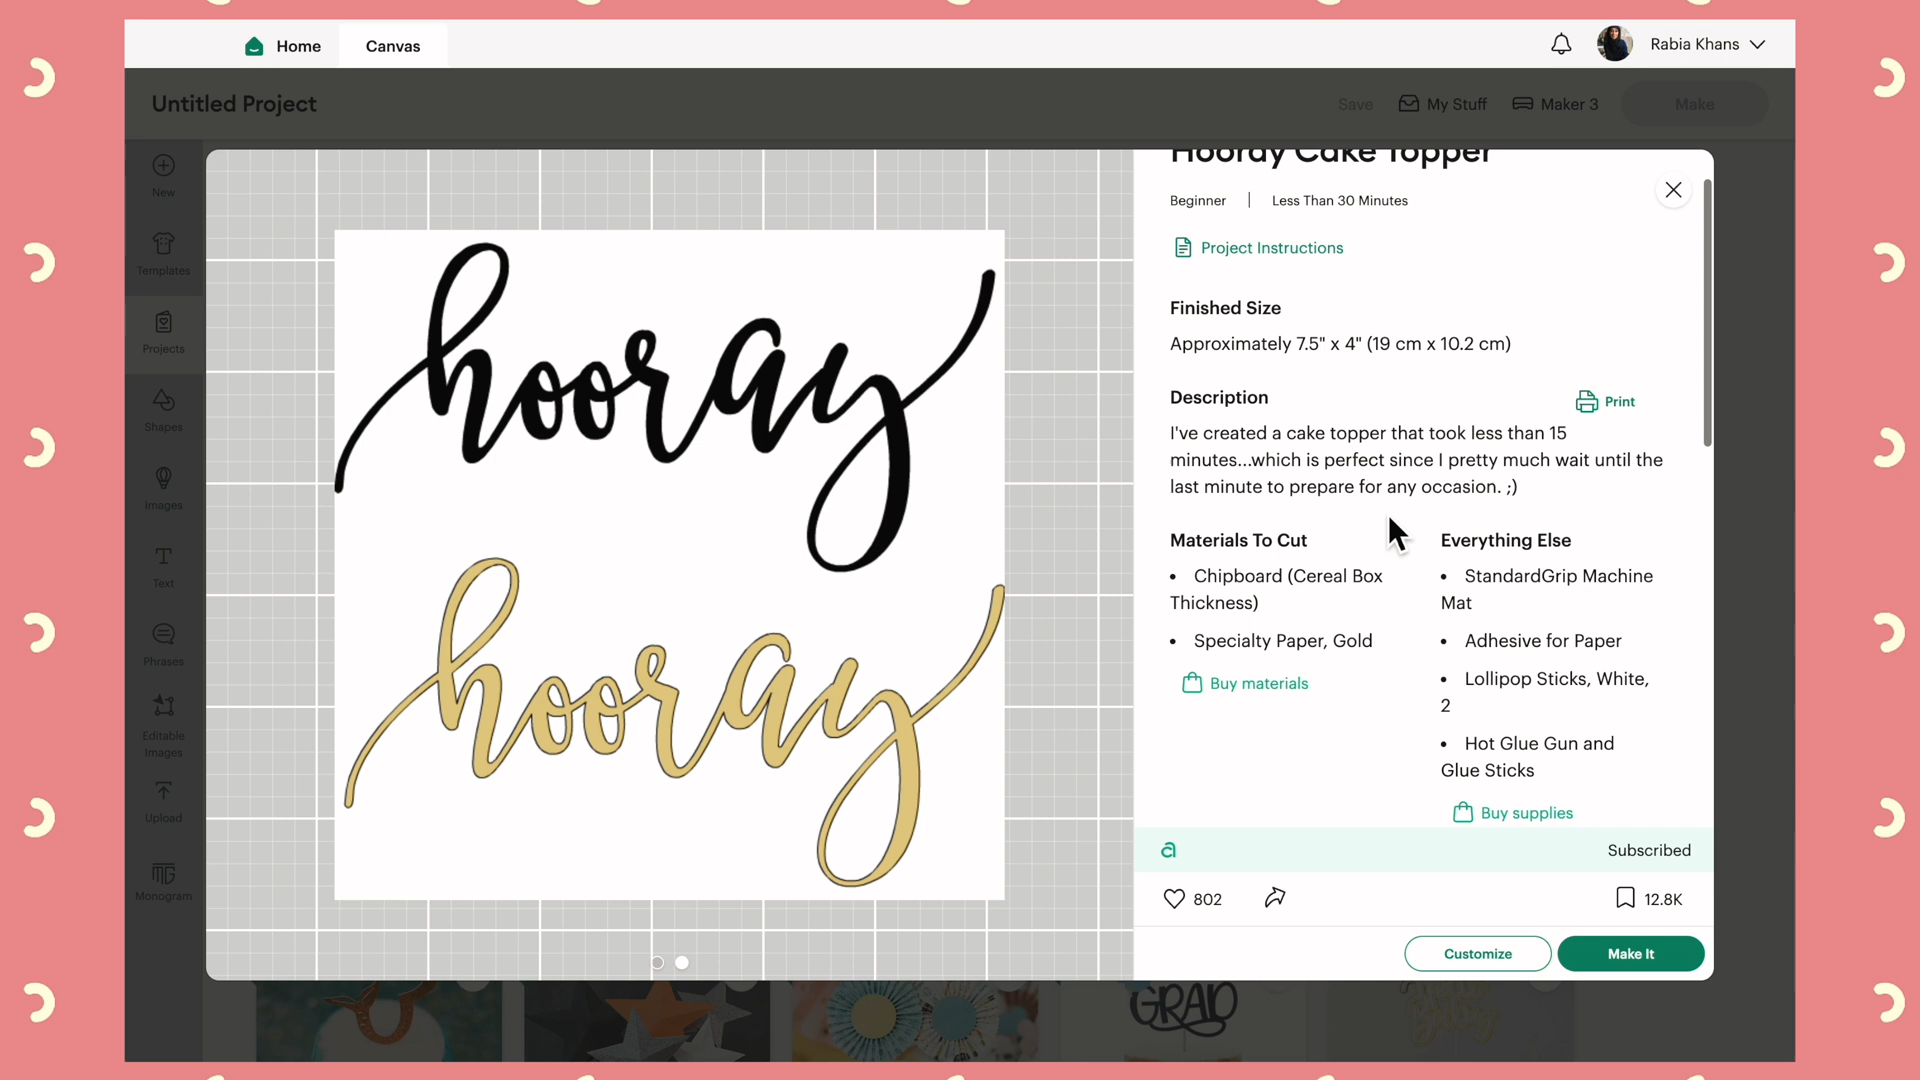 Home
Canvas
Rabia Khans
Untitled Project
Save
My Stuff
Maker 3
Make
New
Templates
Projects
Shapes
Images
Text
Phrases
Editable
Images
Upload
MG
Monogram
hooray
hooray
Hooray Cake Topper
Beginner | Less Than 30 Minutes
Project Instructions
Finished Size
Approximately 7.5" x 4" (19 cm x 10.2 cm)
Description
Print
I've created a cake topper that took less than 15
minutes...which is perfect since I pretty much wait until the
last minute to prepare for any occasion. ;)
Materials To Cut
• Chipboard (Cereal Box
Thickness)
• Specialty Paper, Gold
Buy materials
Everything Else
• StandardGrip Machine
Mat
• Adhesive for Paper
• Lollipop Sticks, White,
2
• Hot Glue Gun and
Glue Sticks
Buy supplies
a
Subscribed
802
12.8K
Customize
Make It
GRAD